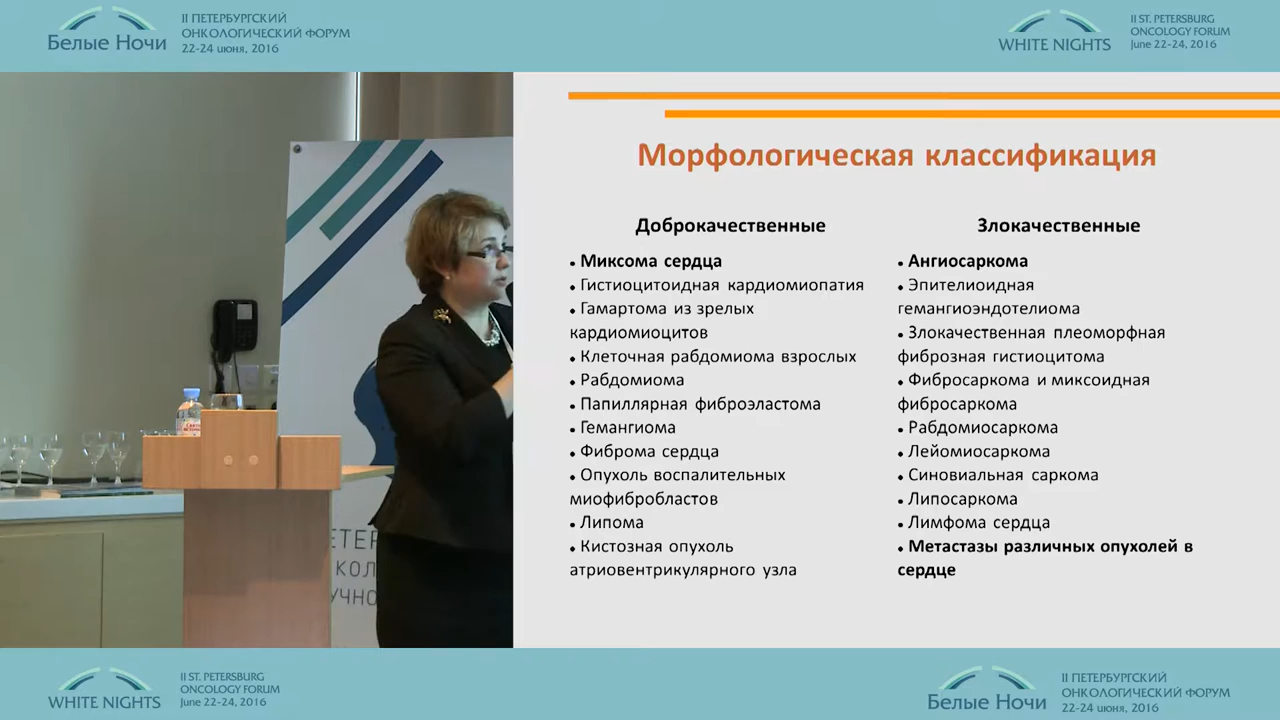 Белые Ночи
II ПЕТЕРБУРГСКИЙ
ОНКОЛОГИЧЕСКИЙ ФОРУМ
22-24 июня, 2016
WHITE NIGHTS
II ST. PETERSBURG
ONCOLOGY FORUM
June 22-24, 2016
Морфологическая классификация
Доброкачественные
• Миксома сердца
• Гистиоцитоидная кардиомиопатия
• Гамартома из зрелых
кардиомиоцитов
• Клеточная рабдомиома взрослых
• Рабдомиома
• Папиллярная фиброэластома
• Гемангиома
• Фиброма сердца
• Опухоль воспалительных
миофибробластов
• Липома
• Кистозная опухоль
атриовентрикулярного узла
Злокачественные
• Ангиосаркома
• Эпителиоидная
гемангиоэндотелиома
• Злокачественная плеоморфная
фиброзная гистиоцитома
• Фибросаркома и миксоидная
фибросаркома
• Рабдомиосаркома
• Лейомиосаркома
• Синовиальная саркома
• Липосаркома
• Лимфома сердца
• Метастазы различных опухолей в
сердце
ЕТЕР
КОЛ
УЧНО
WHITE NIGHTS
II ST. PETERSBURG
ONCOLOGY FORUM
June 22-24, 2016
Белые Ночи
II ПЕТЕРБУРГСКИЙ
ОНКОЛОГИЧЕСКИЙ ФОРУМ
22-24 июня, 2016